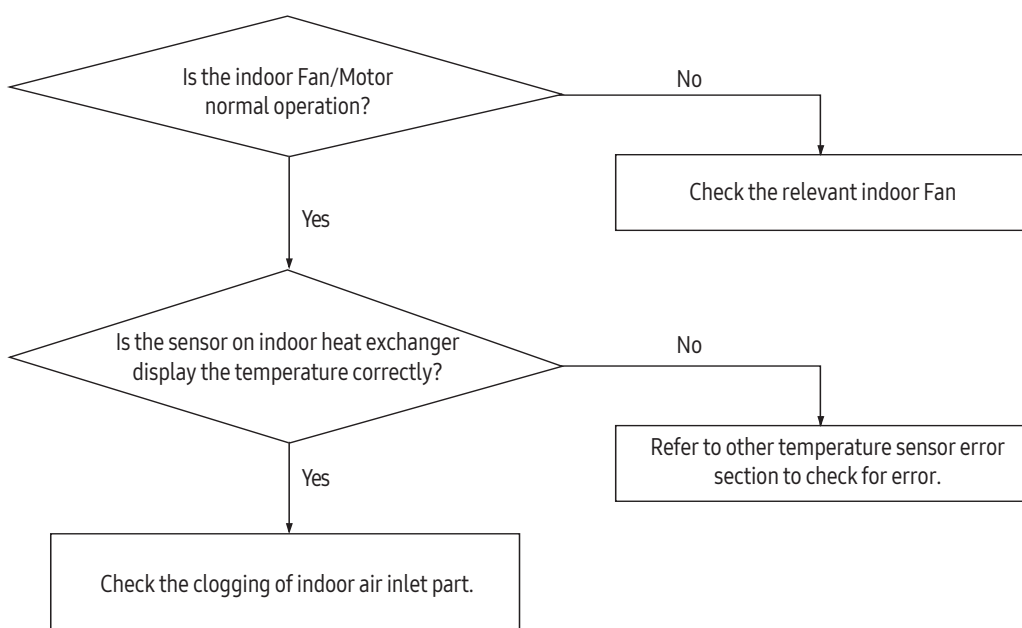 Is the indoor Fan/Motor
normal operation?
No
Check the relevant indoor Fan
Yes
Is the sensor on indoor heat exchanger
display the temperature correctly?
No
Refer to other temperature sensor error
section to check for error.
Yes
Check the clogging of indoor air inlet part.